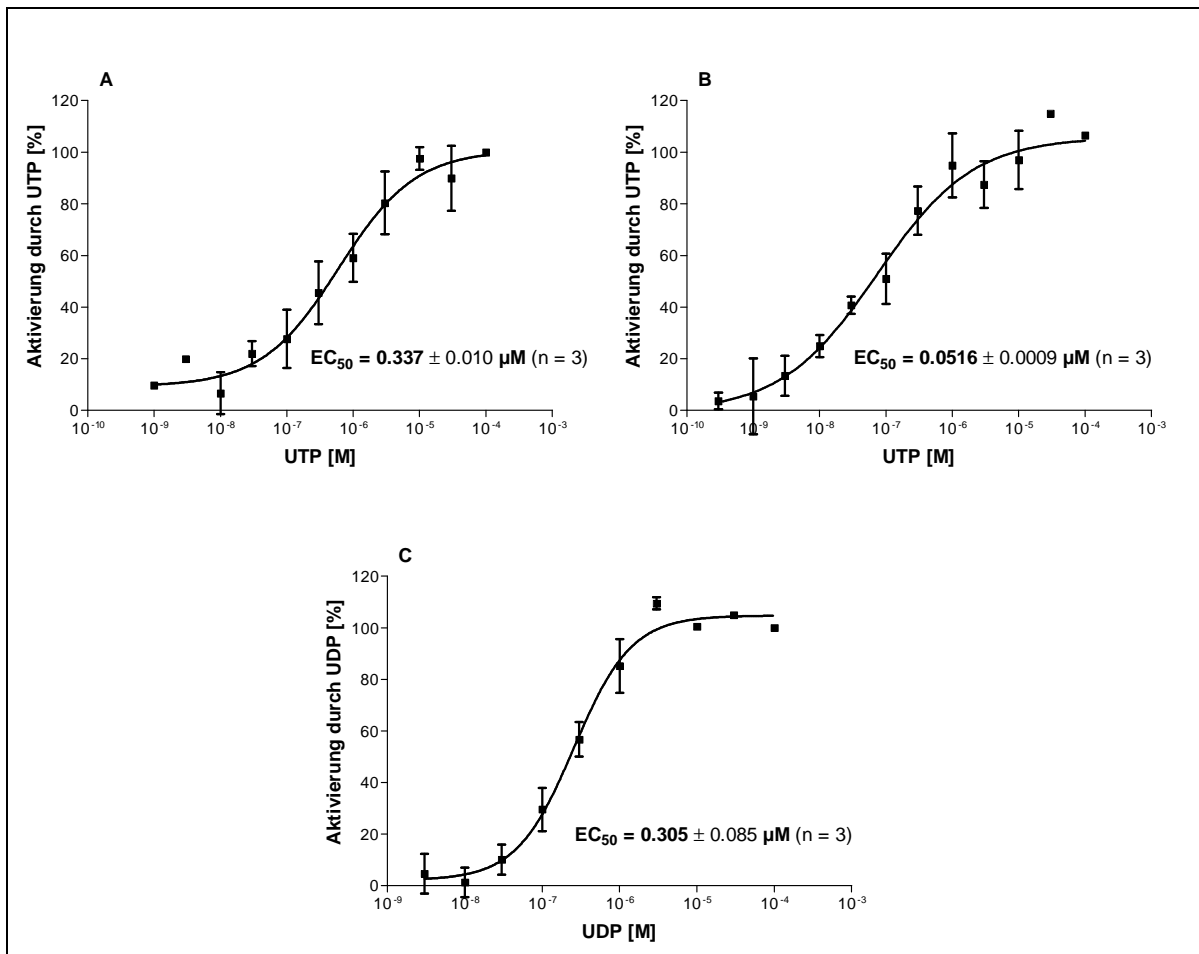 A
Aktivierung durch UTP [%]
120
100
80
60
40
20
0
EC₅₀ = 0.337 ± 0.010 µM (n = 3)
10⁻¹⁰ 10⁻⁹ 10⁻⁸ 10⁻⁷ 10⁻⁶ 10⁻⁵ 10⁻⁴ 10⁻³
UTP [M]
B
Aktivierung durch UTP [%]
120
100
80
60
40
20
0
EC₅₀ = 0.0516 ± 0.0009 µM (n = 3)
10⁻¹⁰ 10⁻⁹ 10⁻⁸ 10⁻⁷ 10⁻⁶ 10⁻⁵ 10⁻⁴ 10⁻³
UTP [M]
C
Aktivierung durch UDP [%]
120
100
80
60
40
20
0
EC₅₀ = 0.305 ± 0.085 µM (n = 3)
10⁻⁹ 10⁻⁸ 10⁻⁷ 10⁻⁶ 10⁻⁵ 10⁻⁴ 10⁻³
UDP [M]